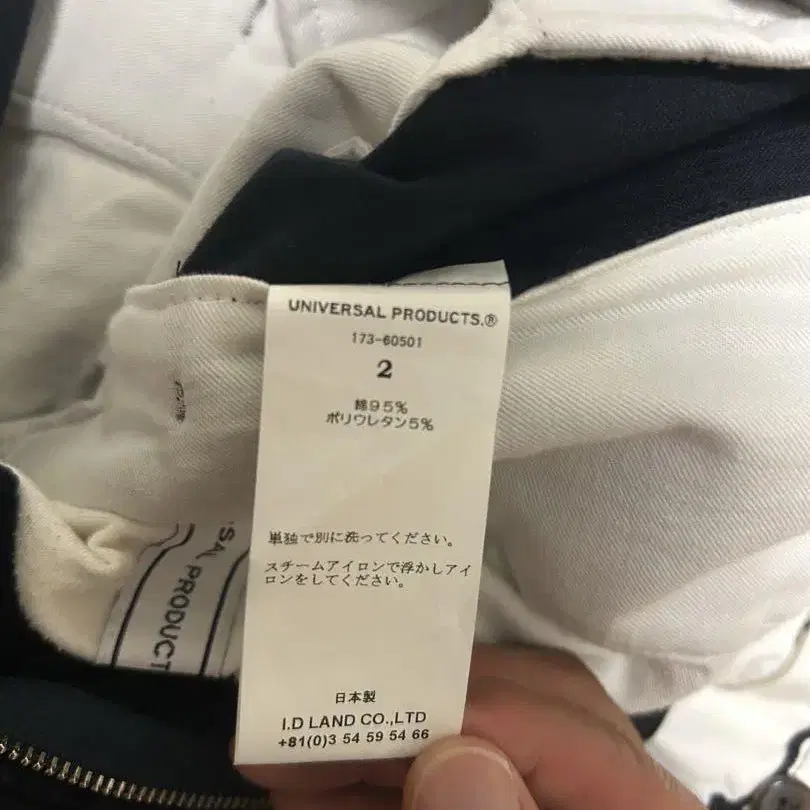 UNIVERSAL PRODUCTS.®
173-60501
2
綿95%
ポリウレタン5%
単独で別に洗ってください。
スチームアイロンで浮かしアイ
ロンをしてください。
日本製
I.D LAND CO.,LTD
+81(0)3 54 59 54 66
SAL PRODUCT